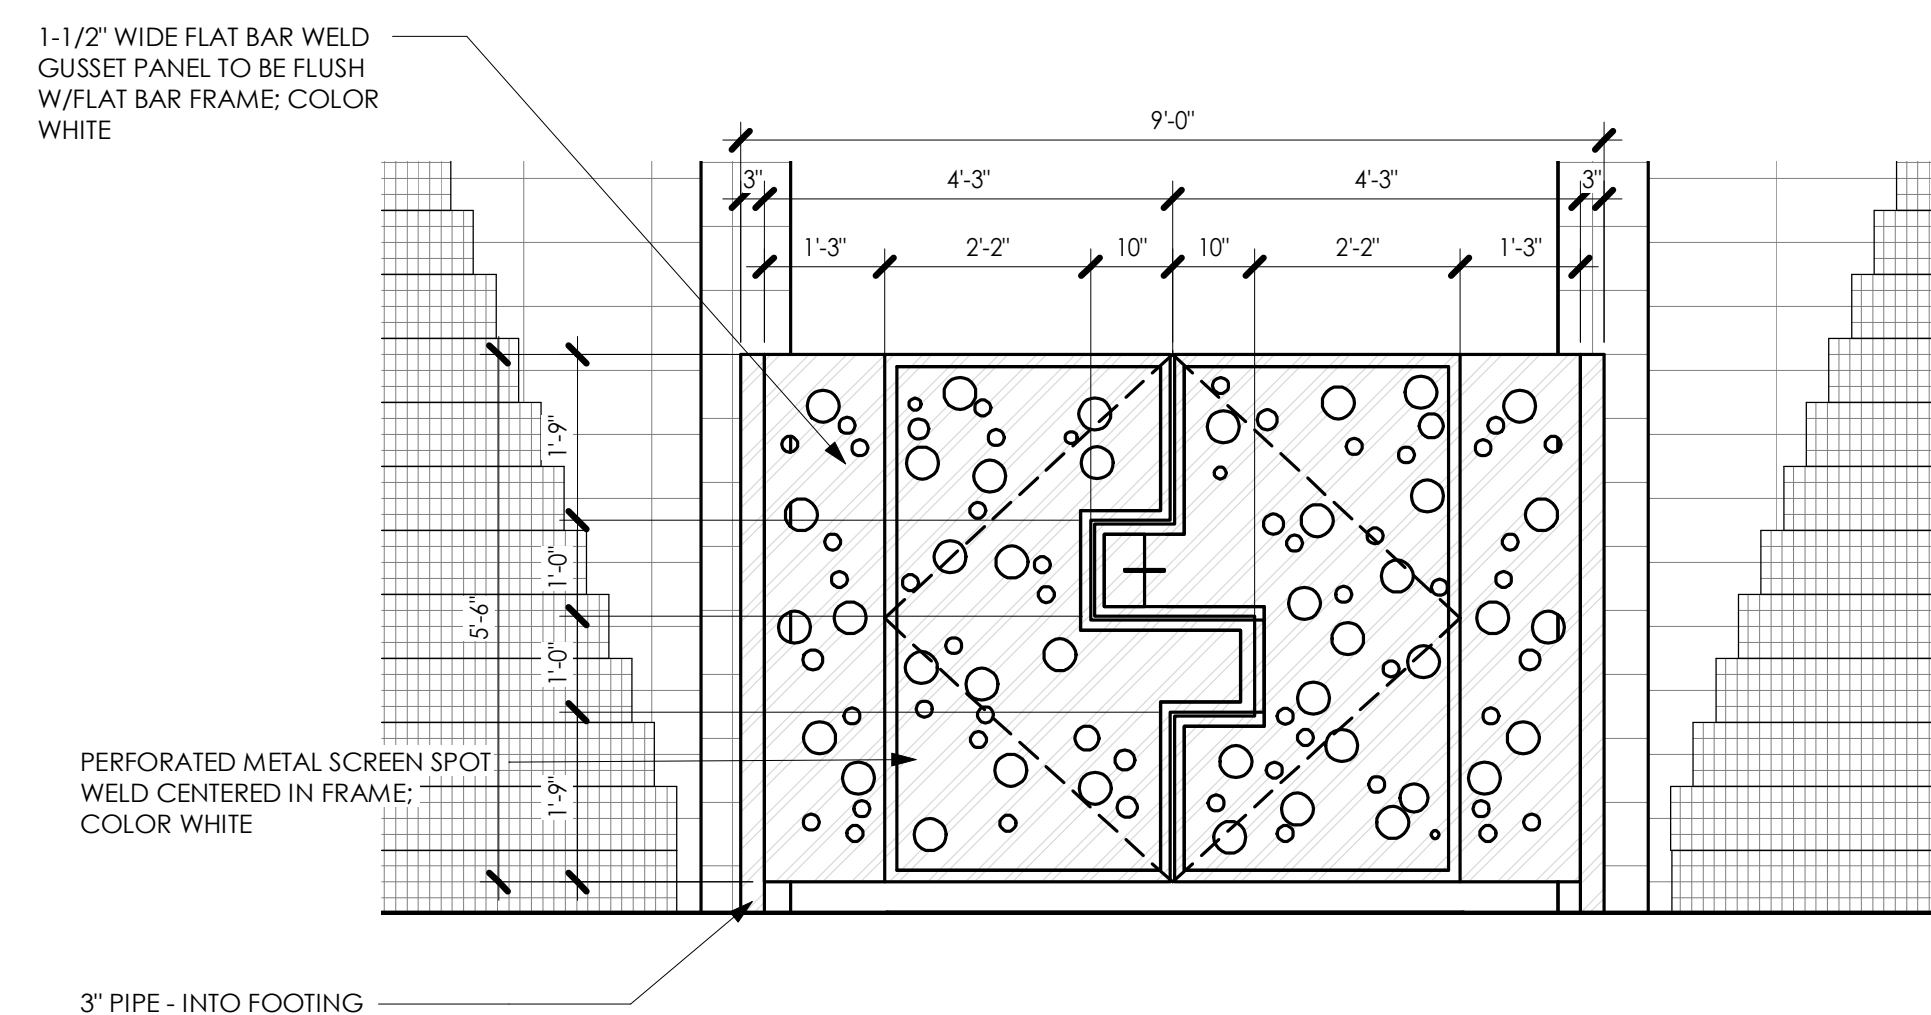 1-1/2" WIDE FLAT BAR WELD
GUSSET PANEL TO BE FLUSH
W/FLAT BAR FRAME; COLOR
WHITE
9'-0"
3"
4'-3"
4'-3"
3"
1'-3"
2'-2"
10"
10"
2'-2"
1'-3"
1'-9"
1'-0"
5'-6"
1'-0"
1'-9"
PERFORATED METAL SCREEN SPOT
WELD CENTERED IN FRAME;
COLOR WHITE
3" PIPE - INTO FOOTING